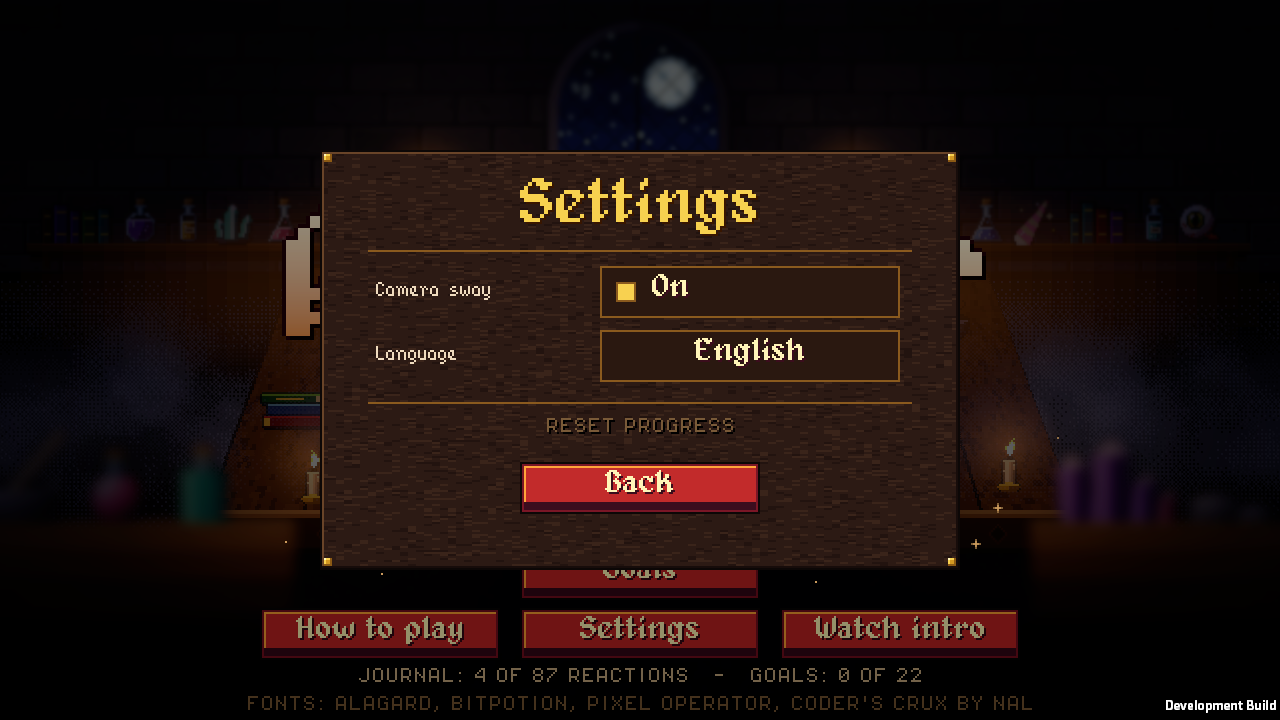 Settings
Camera sway
On
Language
English
RESET PROGRESS
Back
Goals
How to play
Settings
Watch intro
JOURNAL: 4 OF 87 REACTIONS - GOALS: 0 OF 22
FONTS: ALAGARD, BITPOTION, PIXEL OPERATOR, CODER'S CRUX BY NAL
Development Build